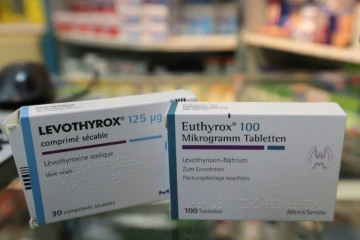 LEVOTHYROX® 125 µg
comprimé sécable
Lévothyroxine sodique
Voie orale
30 comprimés sécables
Euthyrox® 100
Mikrogramm Tabletten
Levothyroxin-Natrium
Zum Einnehmen.
Packungsbeilage beachten.
100 Tabletten
Merck Serono